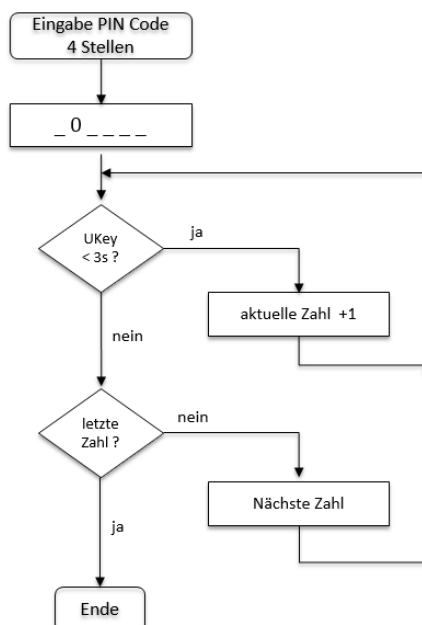 Eingabe PIN Code
4 Stellen
_ 0 _ _ _ _
UKey
< 3s ?
ja
aktuelle Zahl +1
nein
letzte
Zahl ?
nein
Nächste Zahl
ja
Ende